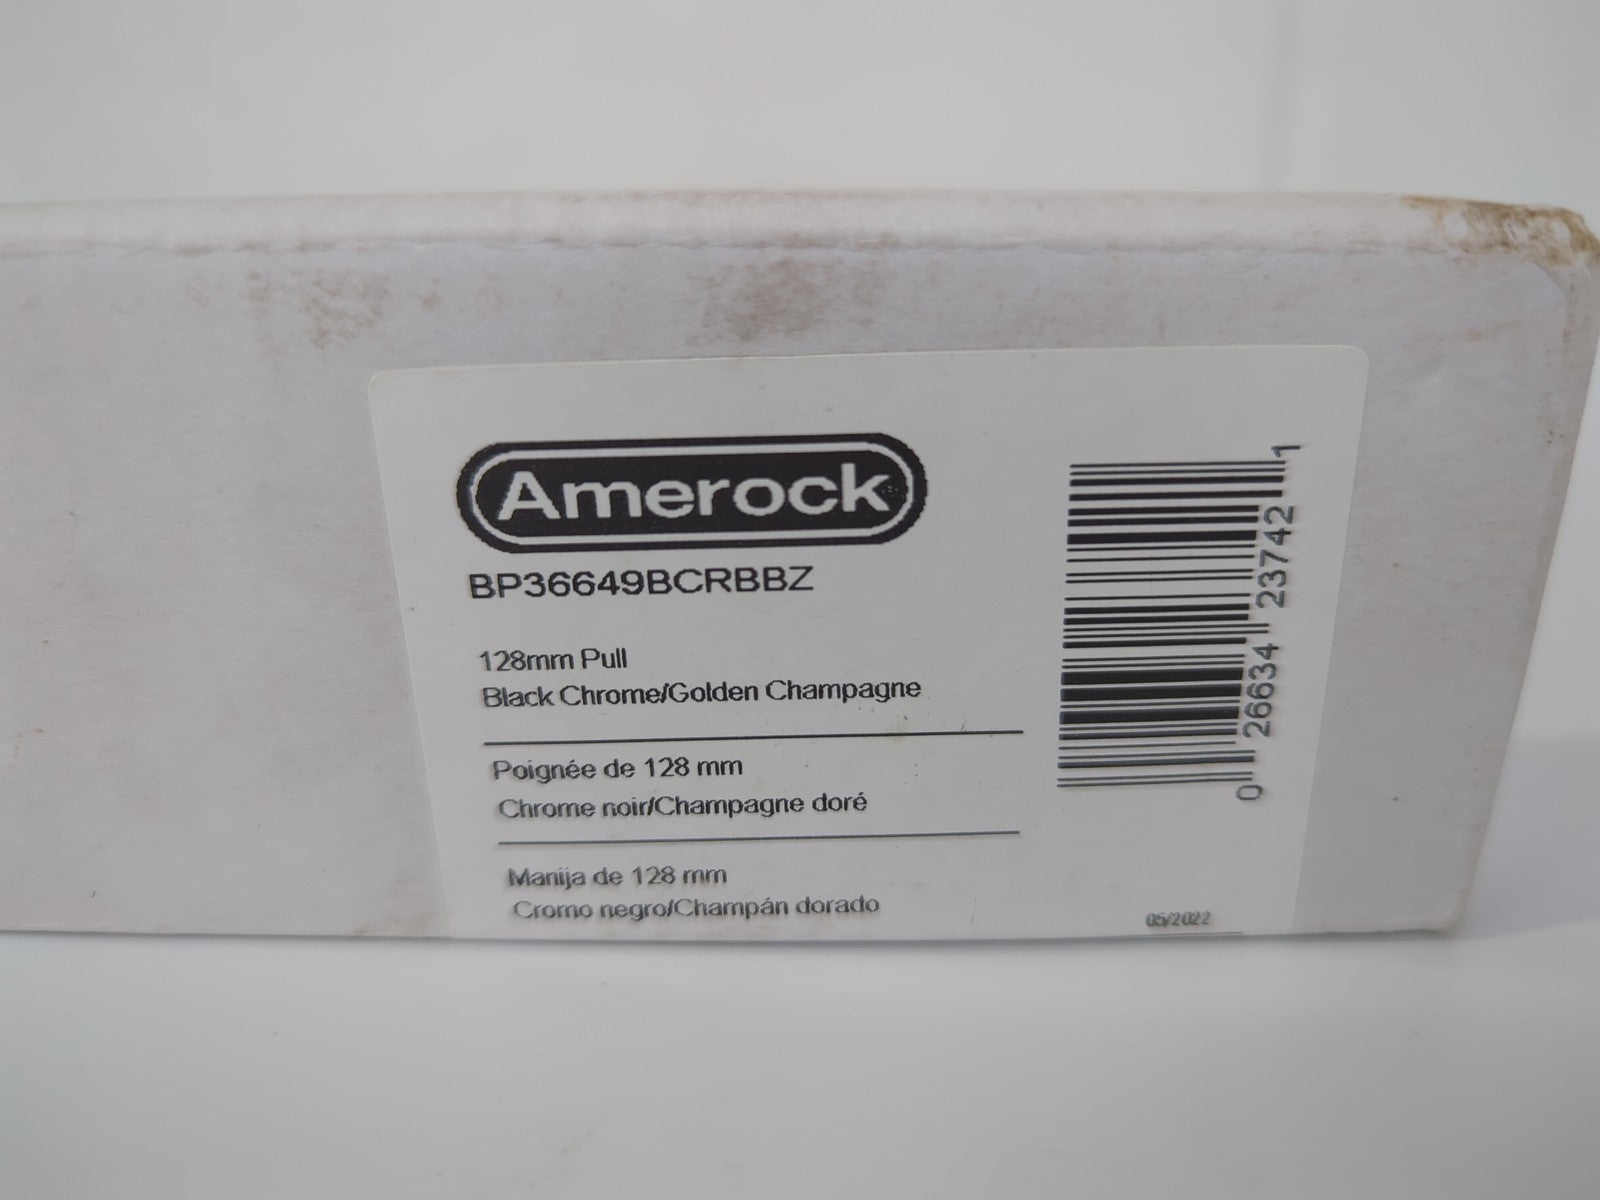 Amerock
BP36649BCRBBZ
128mm Pull
Black Chrome/Golden Champagne
Poignée de 128 mm
Chrome noir/Champagne doré
Manija de 128 mm
Cromo negro/Champán dorado
0 26634 23742 1
05/2022